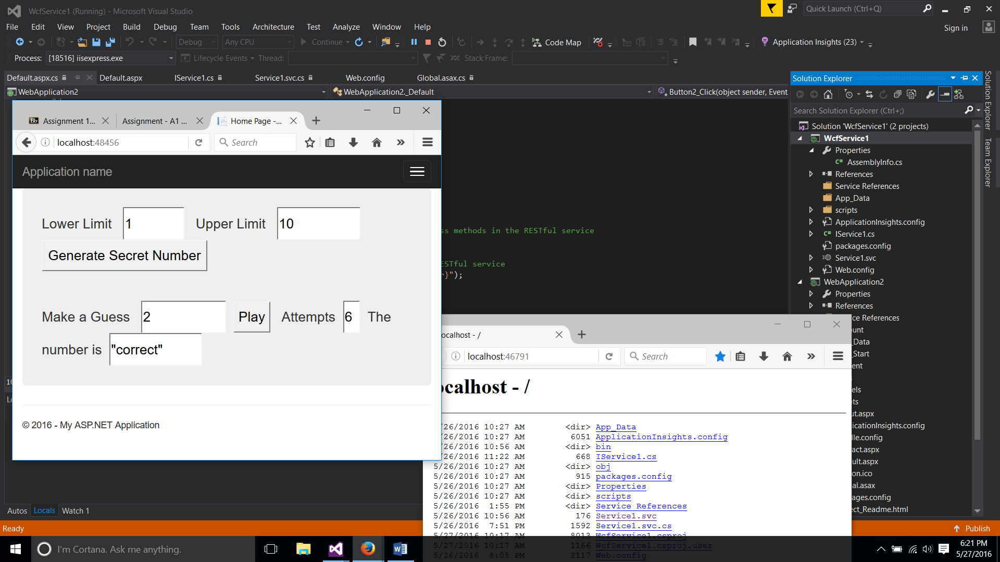 WcfService1 (Running) - Microsoft Visual Studio
Quick Launch (Ctrl+Q)
File Edit View Project Build Debug Team Tools Architecture Test Analyze Window Help
Sign in
Debug Any CPU Continue Code Map Application Insights (23)
Process: [18516] iisexpress.exe Lifecycle Events Thread: Stack Frame:
Default.aspx.cs Default.aspx IService1.cs Service1.svc.cs Web.config Global.asax.cs
WebApplication2 WebApplication2._Default Button2_Click(object sender, Event
Assignment 1... Assignment - A1 ... Home Page -...
localhost:48456 Search
Application name
Lower Limit 1 Upper Limit 10
Generate Secret Number
Make a Guess 2 Play Attempts 6 The
number is "correct"
© 2016 - My ASP.NET Application
ss methods in the RESTful service
ESTful service
r}");
ocalhost - /
localhost:46791 Search
ocalhost - /
/26/2016 10:27 AM <dir> App_Data
/26/2016 10:27 AM 6051 ApplicationInsights.config
/26/2016 10:56 AM <dir> bin
/26/2016 11:22 AM 668 IService1.cs
5/26/2016 10:27 AM <dir> obj
5/26/2016 10:27 AM 915 packages.config
5/26/2016 10:27 AM <dir> Properties
5/26/2016 10:27 AM <dir> scripts
5/26/2016 1:55 PM <dir> Service References
5/26/2016 10:56 AM 176 Service1.svc
5/26/2016 7:51 PM 1592 Service1.svc.cs
5/27/2016 10:17 AM 8013 WcfService1.csproj
5/27/2016 10:17 AM 1166 WcfService1.csproj.user
5/26/2016 8:05 PM 2117 Web.config
Solution Explorer
Search Solution Explorer (Ctrl+;)
Solution 'WcfService1' (2 projects)
WcfService1
Properties
AssemblyInfo.cs
References
Service References
App_Data
scripts
ApplicationInsights.config
IService1.cs
packages.config
Service1.svc
Web.config
WebApplication2
Properties
References
ce References
unt
_Data
_Start
ent
s
els
ts
ut.aspx
icationInsights.config
dle.config
act.aspx
ult.aspx
on.ico
al.asax
ages.config
ect_Readme.html
Solution Explorer
Team Explorer
10
Lo
Autos Locals Watch 1
Ready
Publish
I'm Cortana. Ask me anything.
6:21 PM
5/27/2016